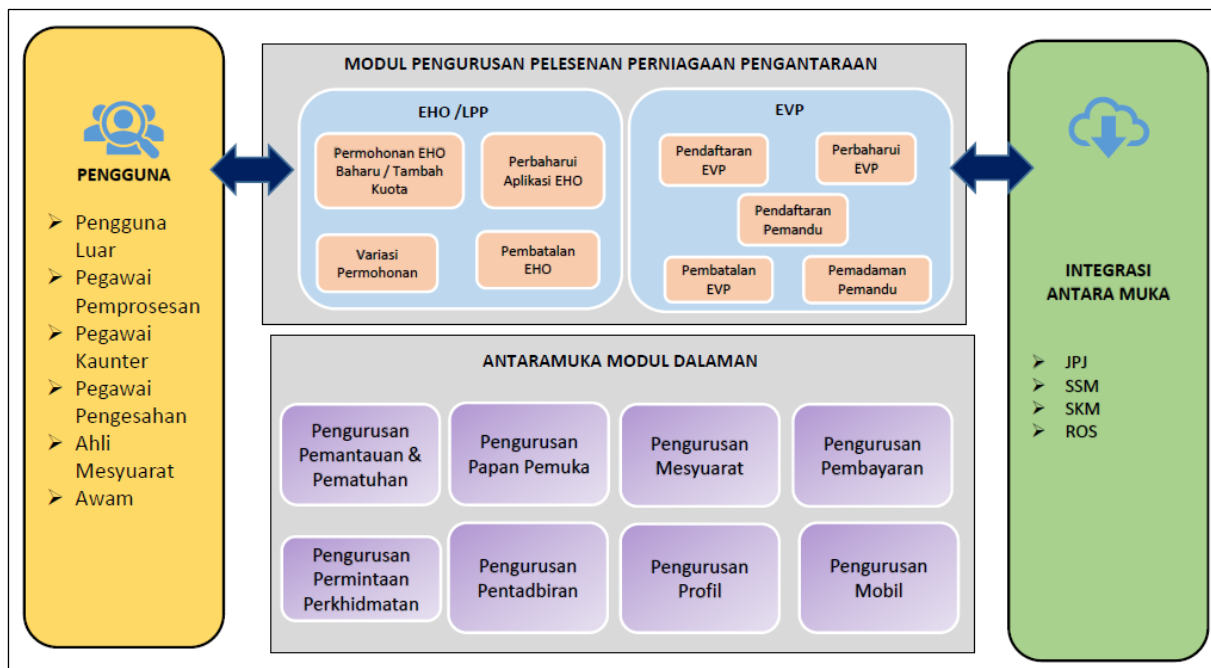 PENGGUNA
➢ Pengguna
Luar
➢ Pegawai
Pemprosesan
➢ Pegawai
Kaunter
➢ Pegawai
Pengesahan
➢ Ahli
Mesyuarat
➢ Awam
MODUL PENGURUSAN PELESENAN PERNIAGAAN PENGANTARAAN
EHO /LPP
Permohonan EHO
Baharu / Tambah
Kuota
Perbaharui
Aplikasi EHO
Variasi
Permohonan
Pembatalan
EHO
EVP
Pendaftaran
EVP
Perbaharui
EVP
Pendaftaran
Pemandu
Pembatalan
EVP
Pemadaman
Pemandu
ANTARAMUKA MODUL DALAMAN
Pengurusan
Pemantauan &
Pematuhan
Pengurusan
Papan Pemuka
Pengurusan
Mesyuarat
Pengurusan
Pembayaran
Pengurusan
Permintaan
Perkhidmatan
Pengurusan
Pentadbiran
Pengurusan
Profil
Pengurusan
Mobil
INTEGRASI
ANTARA MUKA
➢ JPJ
➢ SSM
➢ SKM
➢ ROS